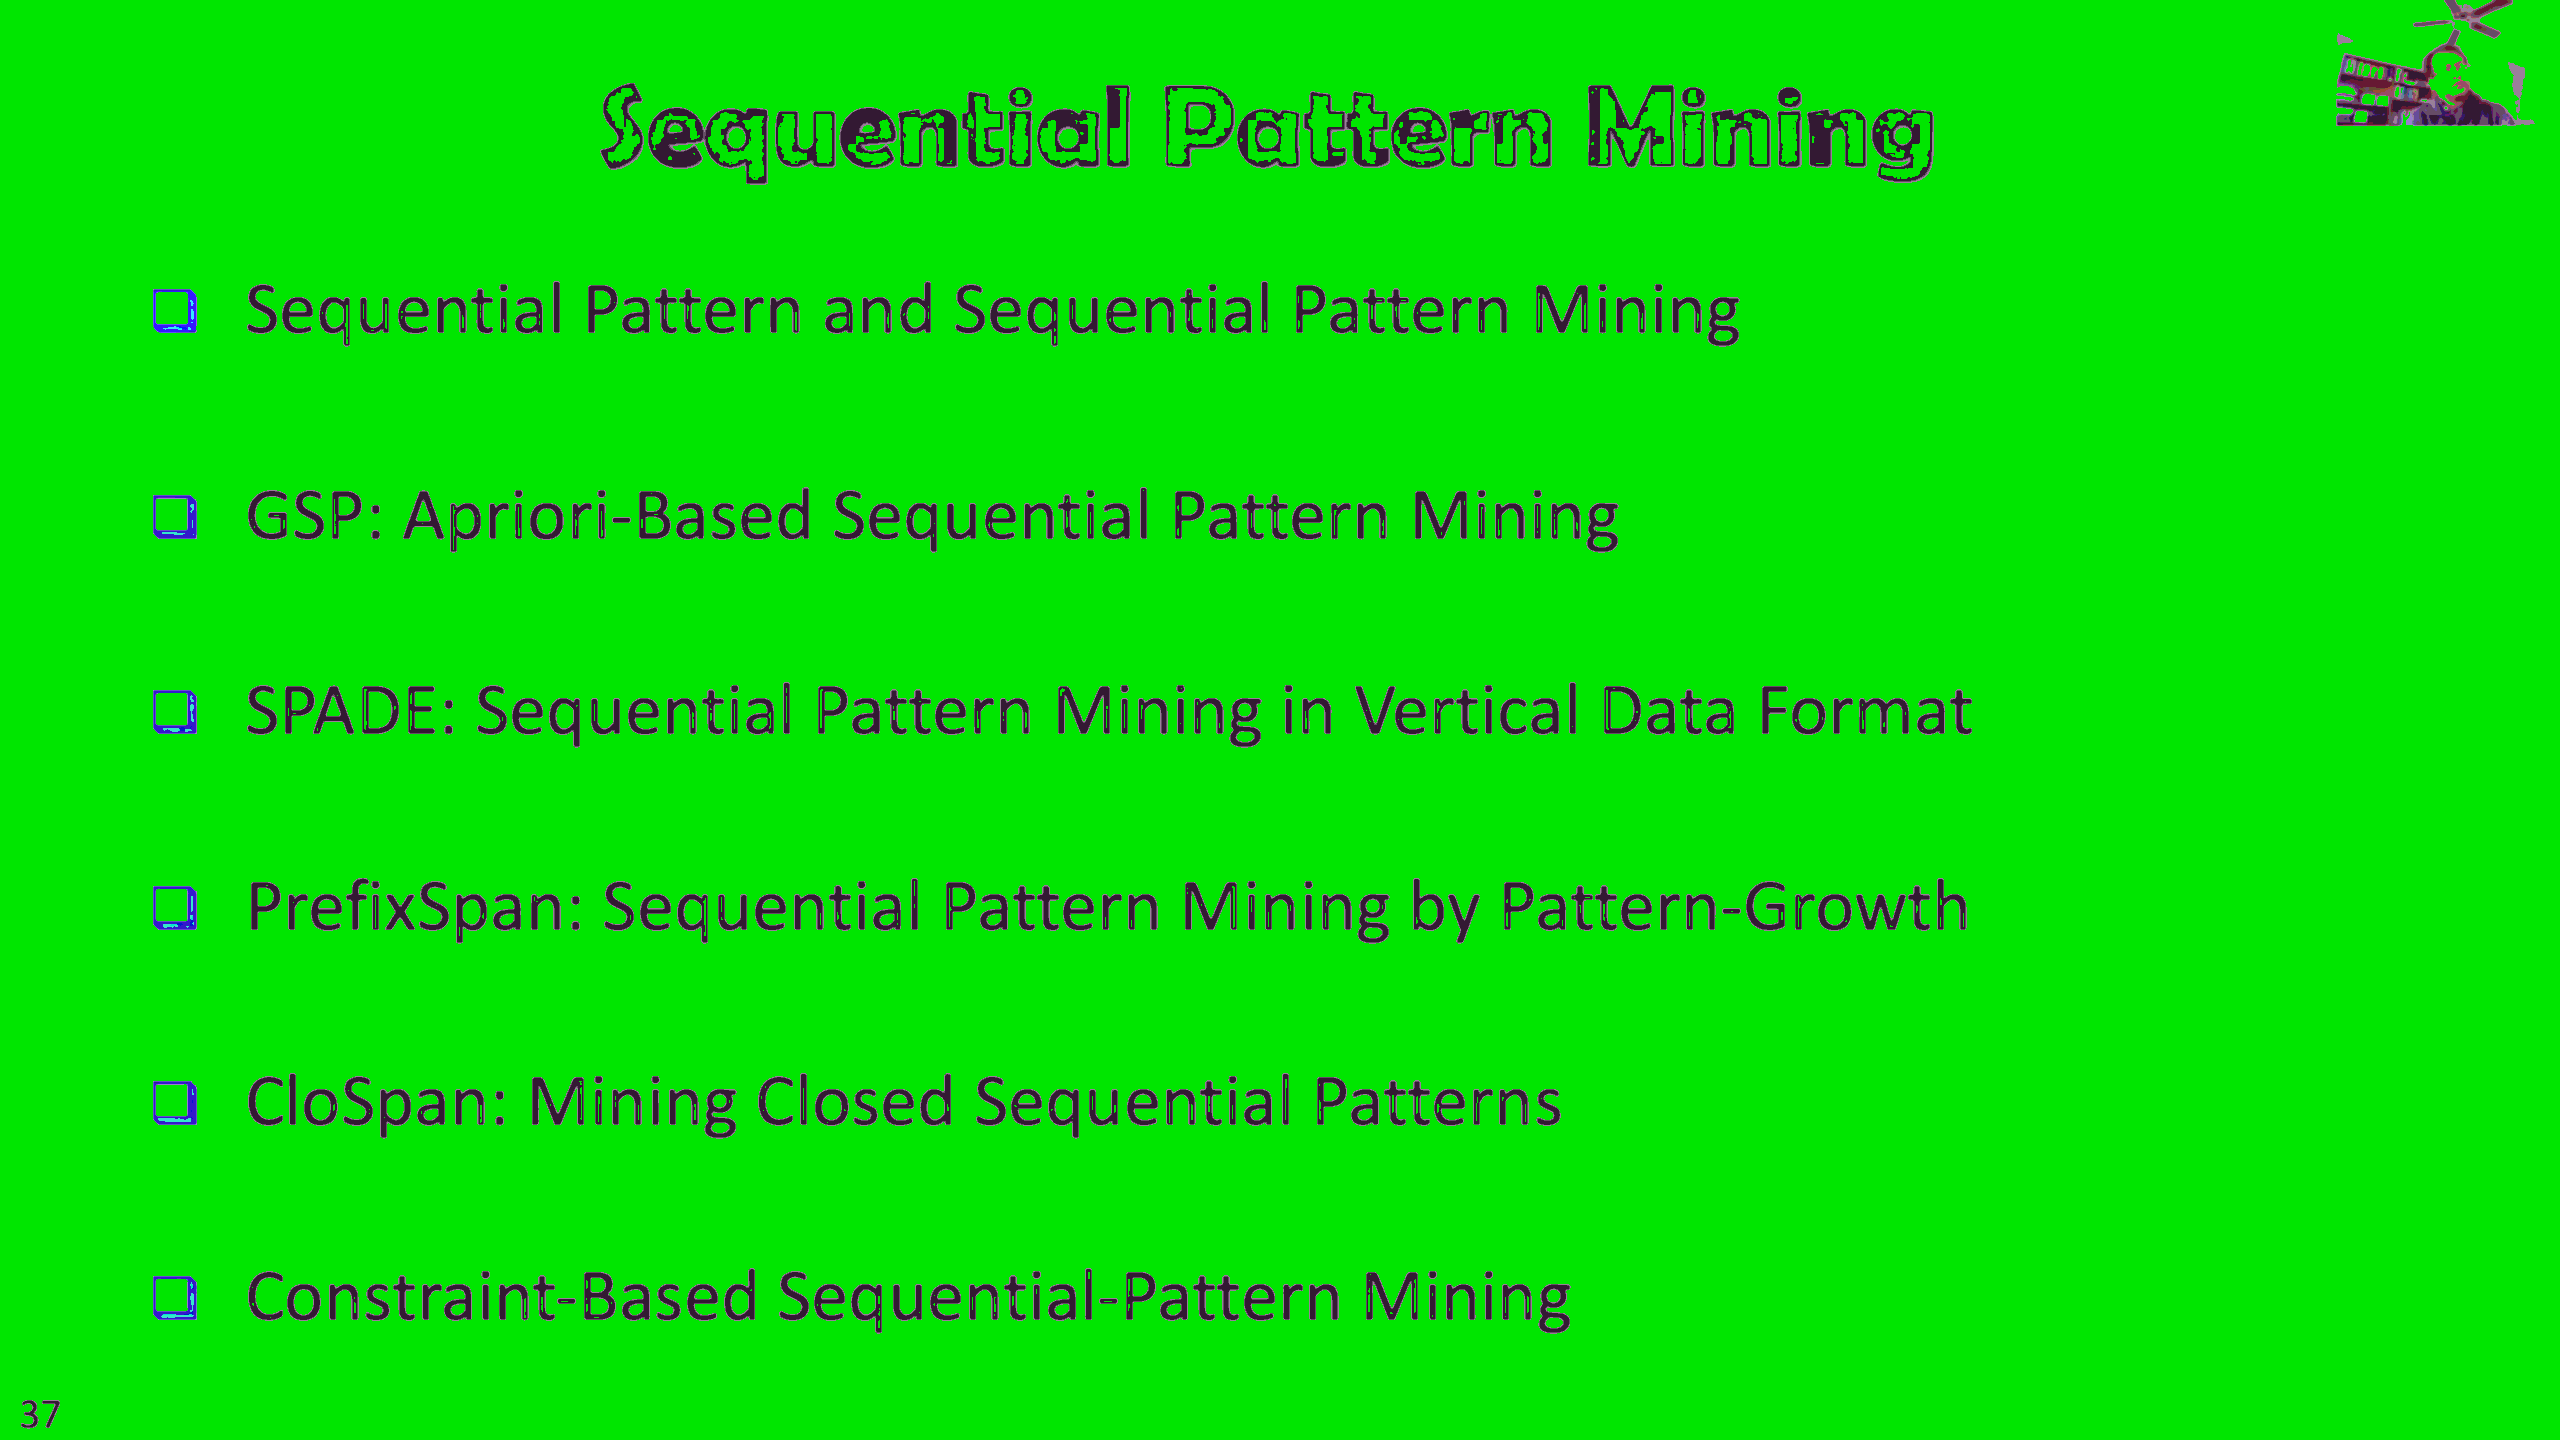 Sequential Pattern Mining
❑ Sequential Pattern and Sequential Pattern Mining
❑ GSP: Apriori-Based Sequential Pattern Mining
❑ SPADE: Sequential Pattern Mining in Vertical Data Format
❑ PrefixSpan: Sequential Pattern Mining by Pattern-Growth
❑ CloSpan: Mining Closed Sequential Patterns
❑ Constraint-Based Sequential-Pattern Mining
37